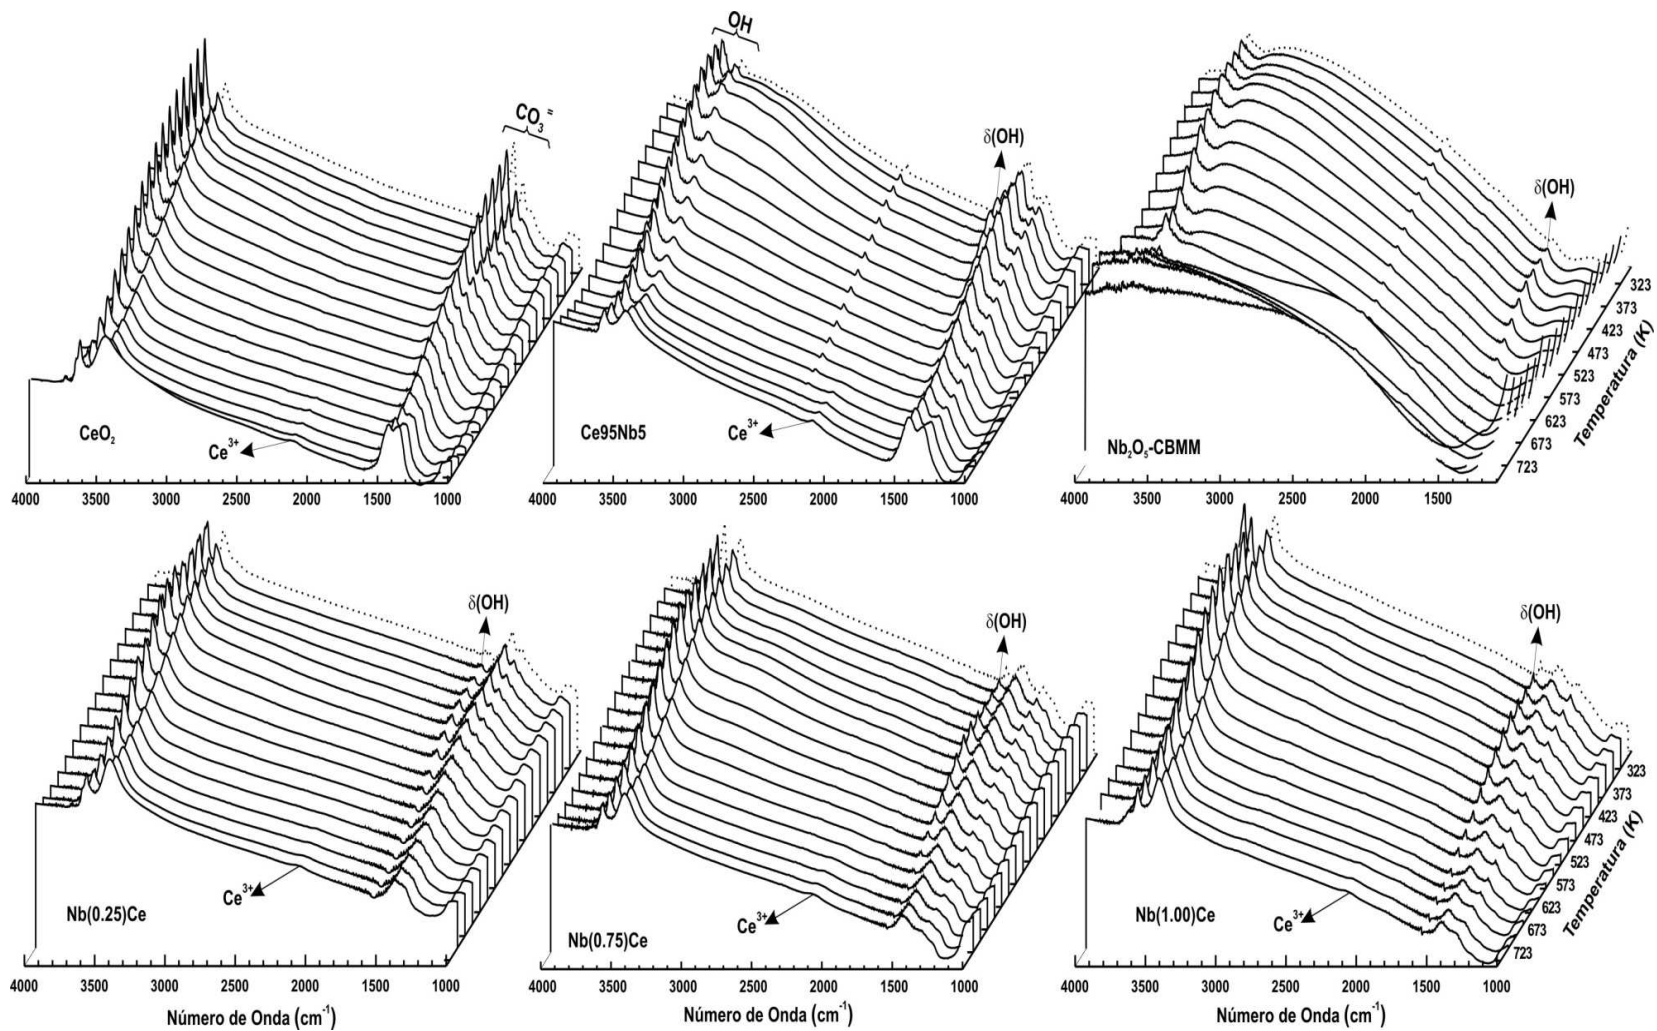 OH
CO₃⁼
δ(OH)
δ(OH)
CeO₂
Ce³⁺
Ce95Nb5
Ce³⁺
Nb₂O₅-CBMM
323
373
423
473
523
573
623
673
723
Temperatura (K)
4000 3500 3000 2500 2000 1500 1000
4000 3500 3000 2500 2000 1500 1000
4000 3500 3000 2500 2000 1500
δ(OH)
δ(OH)
δ(OH)
Nb(0.25)Ce
Ce³⁺
Nb(0.75)Ce
Ce³⁺
Nb(1.00)Ce
Ce³⁺
323
373
423
473
523
573
623
673
723
Temperatura (K)
4000 3500 3000 2500 2000 1500 1000
4000 3500 3000 2500 2000 1500 1000
4000 3500 3000 2500 2000 1500 1000
Número de Onda (cm⁻¹)
Número de Onda (cm⁻¹)
Número de Onda (cm⁻¹)